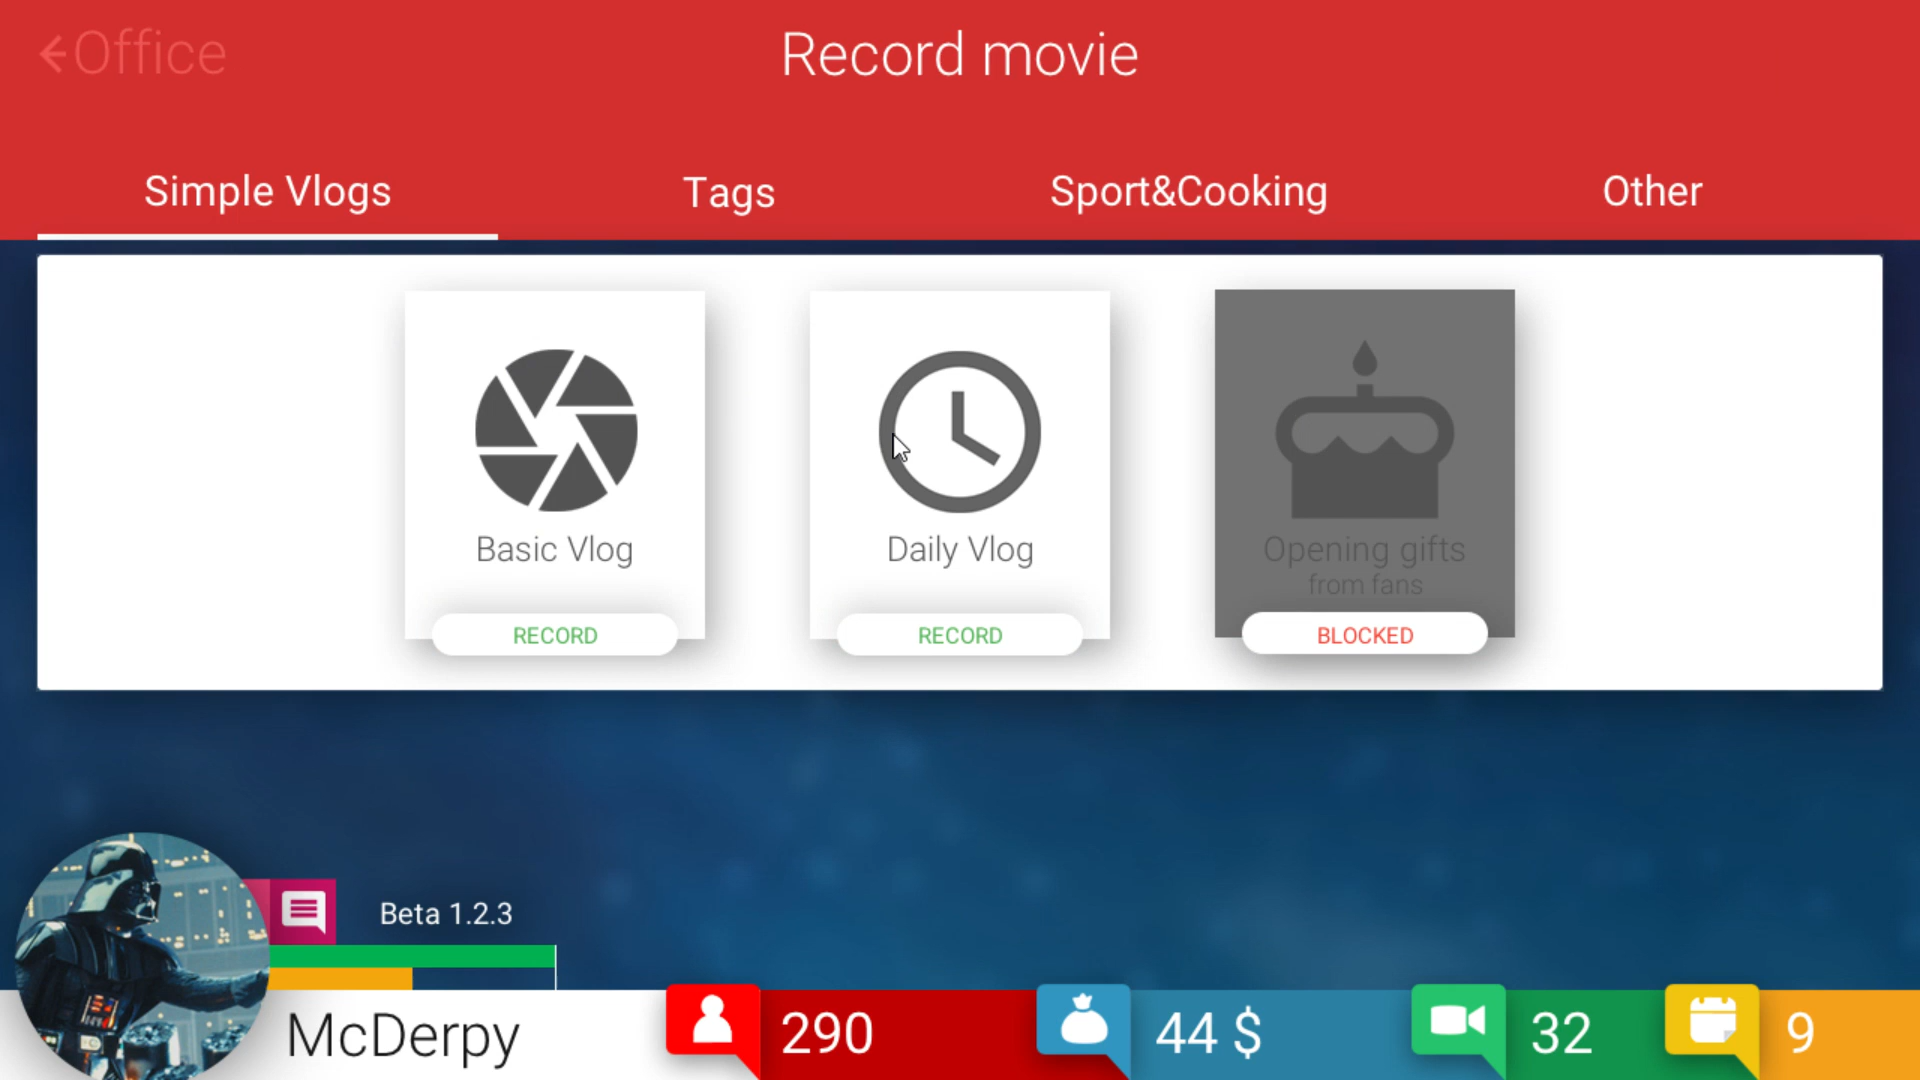 Office
Record movie
Simple Vlogs
Tags
Sport&Cooking
Other
Basic Vlog
RECORD
Daily Vlog
RECORD
Opening gifts
from fans
BLOCKED
Beta 1.2.3
McDerpy
290
44 $
32
9